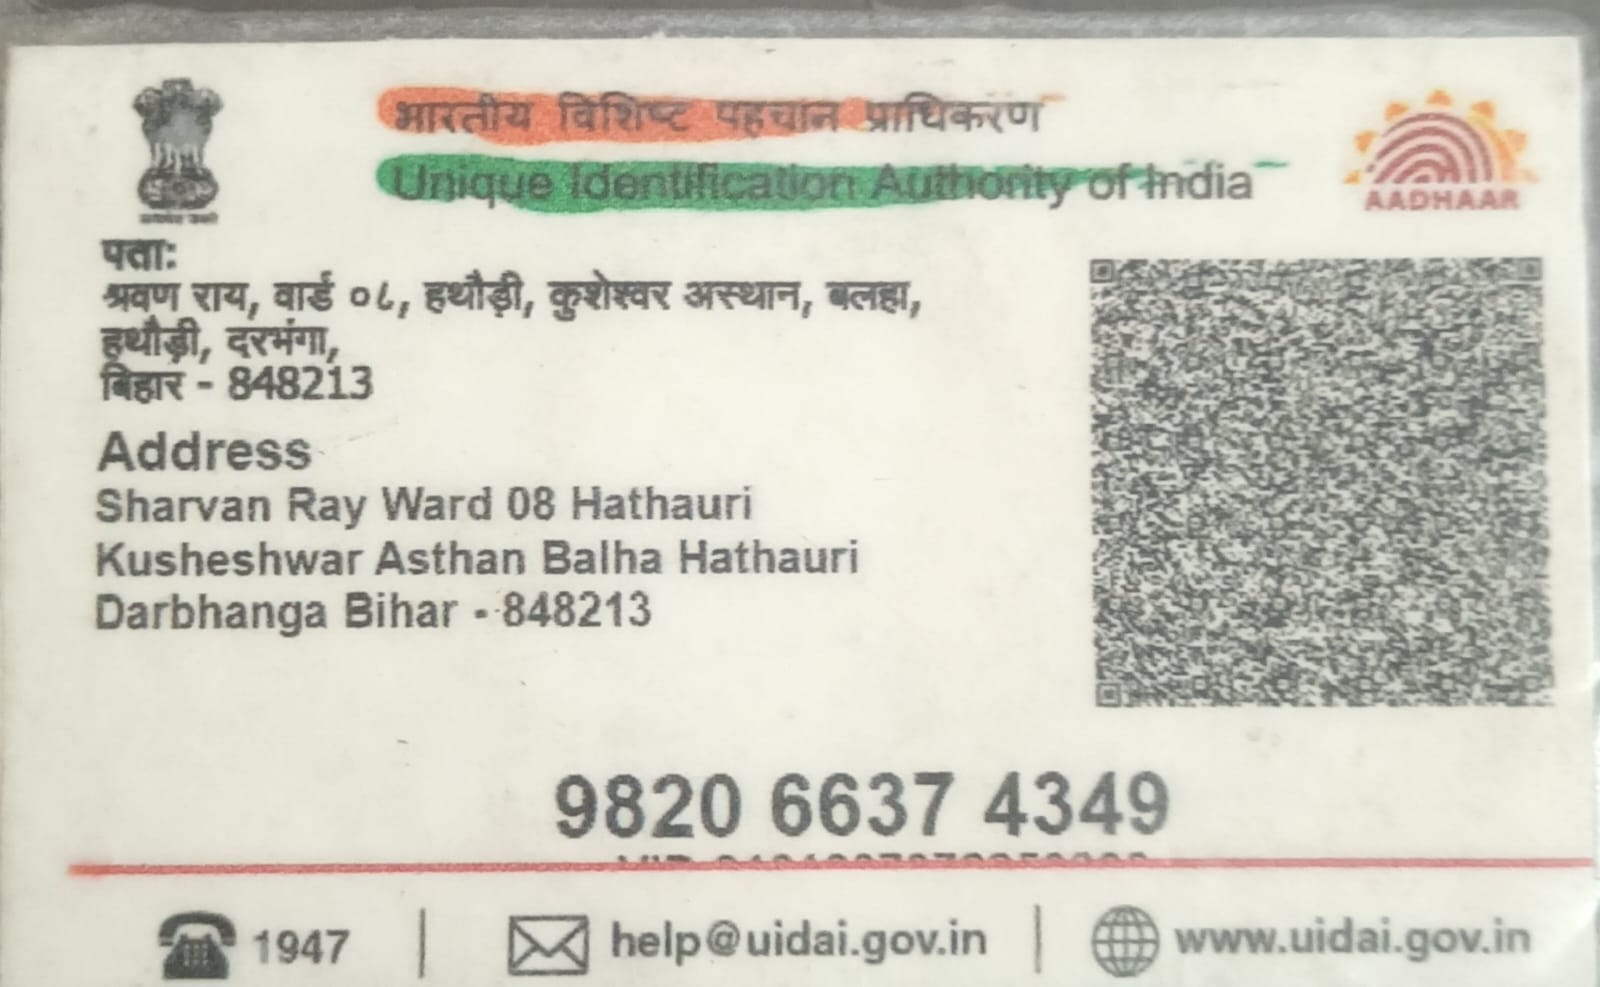 भारतीय विशिष्ट पहचान प्राधिकरण
Unique Identification Authority of India
AADHAAR
पता:
श्रवण राय, वार्ड ०८, हथौड़ी, कुशेश्वर अस्थान, बलहा,
हथौड़ी, दरभंगा,
बिहार - 848213
Address
Sharvan Ray Ward 08 Hathauri
Kusheshwar Asthan Balha Hathauri
Darbhanga Bihar - 848213
9820 6637 4349
1947 | help@uidai.gov.in | www.uidai.gov.in